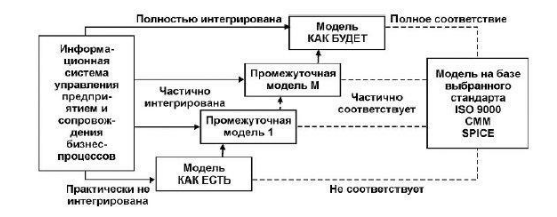 Полностью интегрирована
Модель
КАК БУДЕТ
Полное соответствие
Информа-
ционная
система
управления
предпри-
ятием и
сопровож-
дения
бизнес-
процессов
Промежуточная
модель М
Частично
интегрирована
Частично
соответствует
Промежуточная
модель 1
Модель на базе
выбранного
стандарта
ISO 9000
CMM
SPICE
Модель
КАК ЕСТЬ
Практически не
интегрирована
Не соответствует